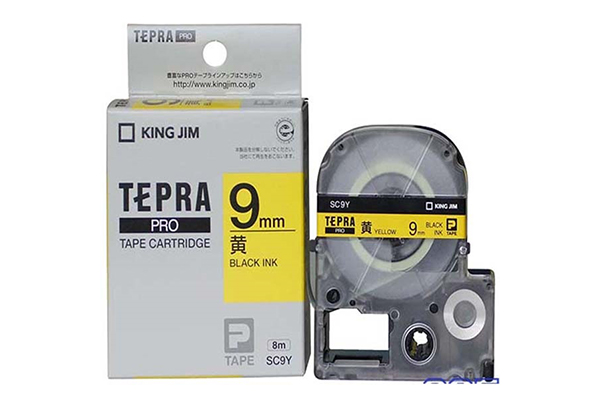 TEPRA PRO
豊富なPROテープラインアップはこちらから
http://www.kingjim.co.jp
KING JIM
TEPRA
PRO
TAPE CARTRIDGE
9mm
黄
BLACK INK
P
TAPE
8m
SC9Y
SC9Y
KING JIM
TEPRA
PRO
黄 YELLOW 9mm
BLACK
INK
P
TAPE